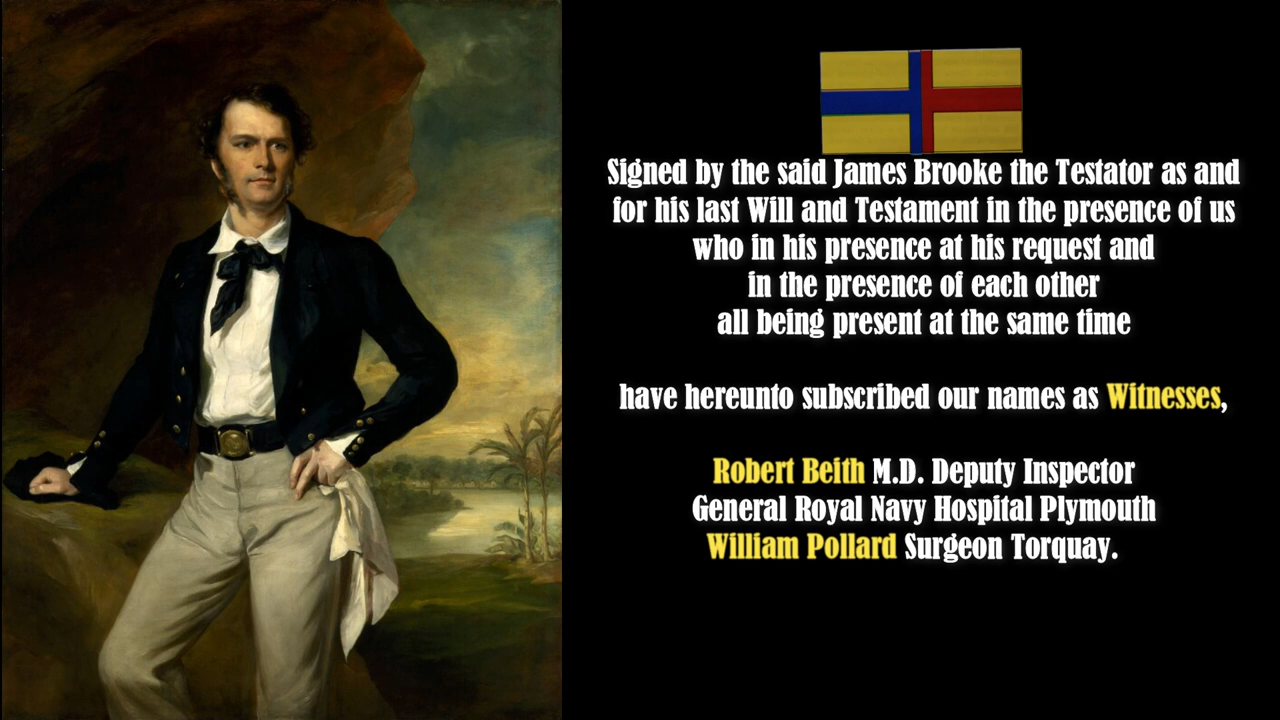 Signed by the said James Brooke the Testator as and
for his last Will and Testament in the presence of us
who in his presence at his request and
in the presence of each other
all being present at the same time
have hereunto subscribed our names as Witnesses,
Robert Beith M.D. Deputy Inspector
General Royal Navy Hospital Plymouth
William Pollard Surgeon Torquay.